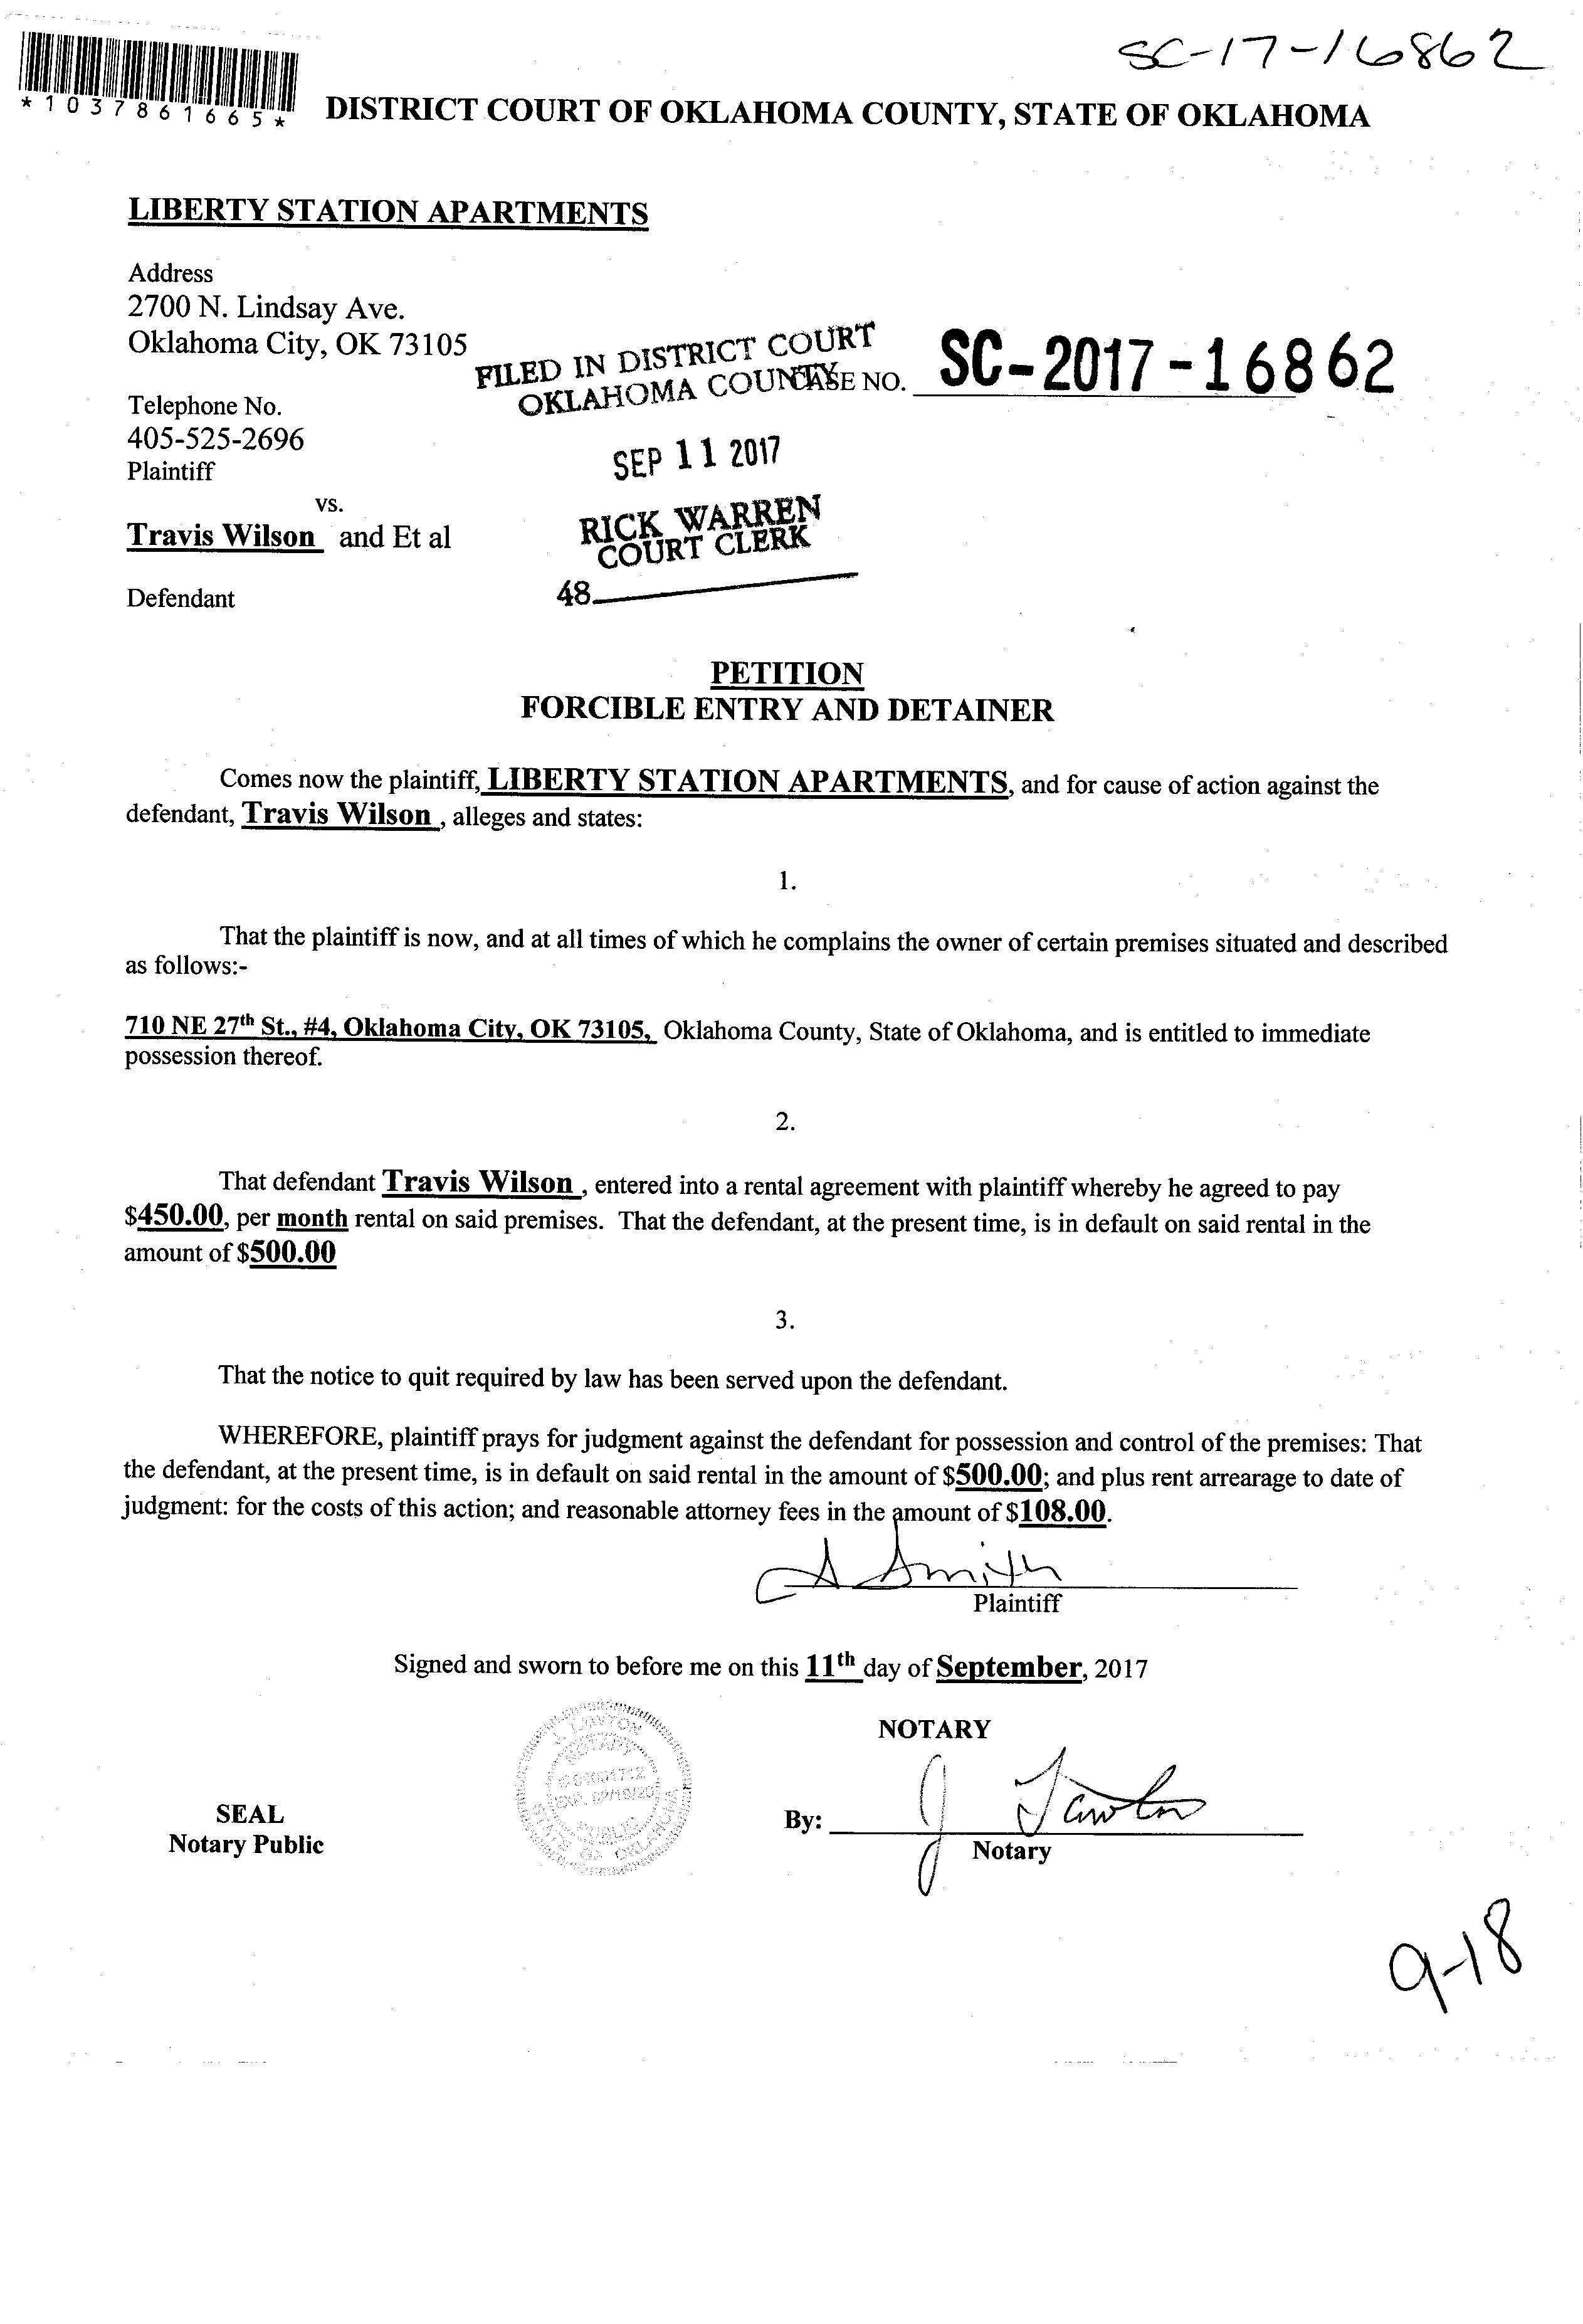 SC-17-16862
*1037861665*
DISTRICT COURT OF OKLAHOMA COUNTY, STATE OF OKLAHOMA
LIBERTY STATION APARTMENTS
Address
2700 N. Lindsay Ave.
Oklahoma City, OK 73105
FILED IN DISTRICT COURT
OKLAHOMA COUNTY
CASE NO. SC-2017-16862
Telephone No.
405-525-2696
SEP 11 2017
Plaintiff
vs.
RICK WARREN
COURT CLERK
Travis Wilson and Et al
48
Defendant
PETITION
FORCIBLE ENTRY AND DETAINER
Comes now the plaintiff, LIBERTY STATION APARTMENTS, and for cause of action against the
defendant, Travis Wilson , alleges and states:
1.
That the plaintiff is now, and at all times of which he complains the owner of certain premises situated and described
as follows:-
710 NE 27th St., #4, Oklahoma City, OK 73105, Oklahoma County, State of Oklahoma, and is entitled to immediate
possession thereof.
2.
That defendant Travis Wilson , entered into a rental agreement with plaintiff whereby he agreed to pay
$450.00, per month rental on said premises. That the defendant, at the present time, is in default on said rental in the
amount of $500.00
3.
That the notice to quit required by law has been served upon the defendant.
WHEREFORE, plaintiff prays for judgment against the defendant for possession and control of the premises: That
the defendant, at the present time, is in default on said rental in the amount of $500.00; and plus rent arrearage to date of
judgment: for the costs of this action; and reasonable attorney fees in the amount of $108.00.
Smith
Plaintiff
Signed and sworn to before me on this 11th day of September, 2017
NOTARY
J. LAWTON
NOTARY
PUBLIC
STATE OF OKLAHOMA
SEAL
Notary Public
By: J Lawton
Notary
9-18